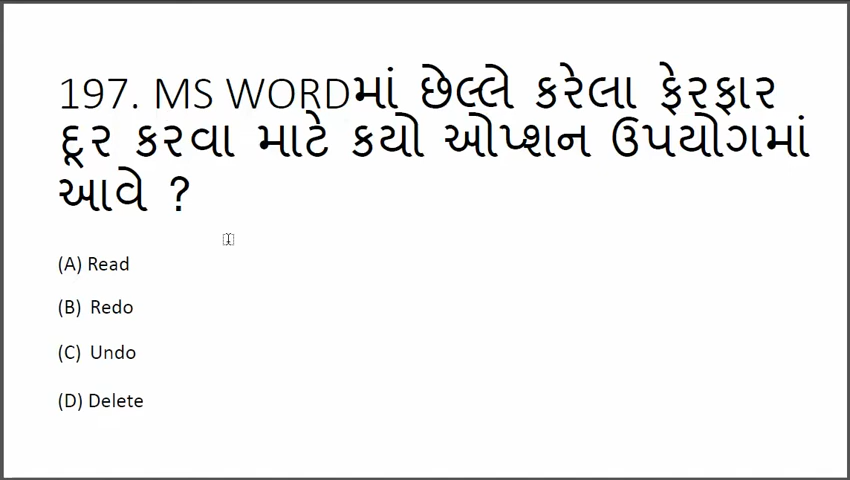 197. MS WORDમાં છેલ્લે કરેલા ફેરફાર
દૂર કરવા માટે કયો ઓપ્શન ઉપયોગમાં
આવે ?
(A) Read
(B) Redo
(C) Undo
(D) Delete